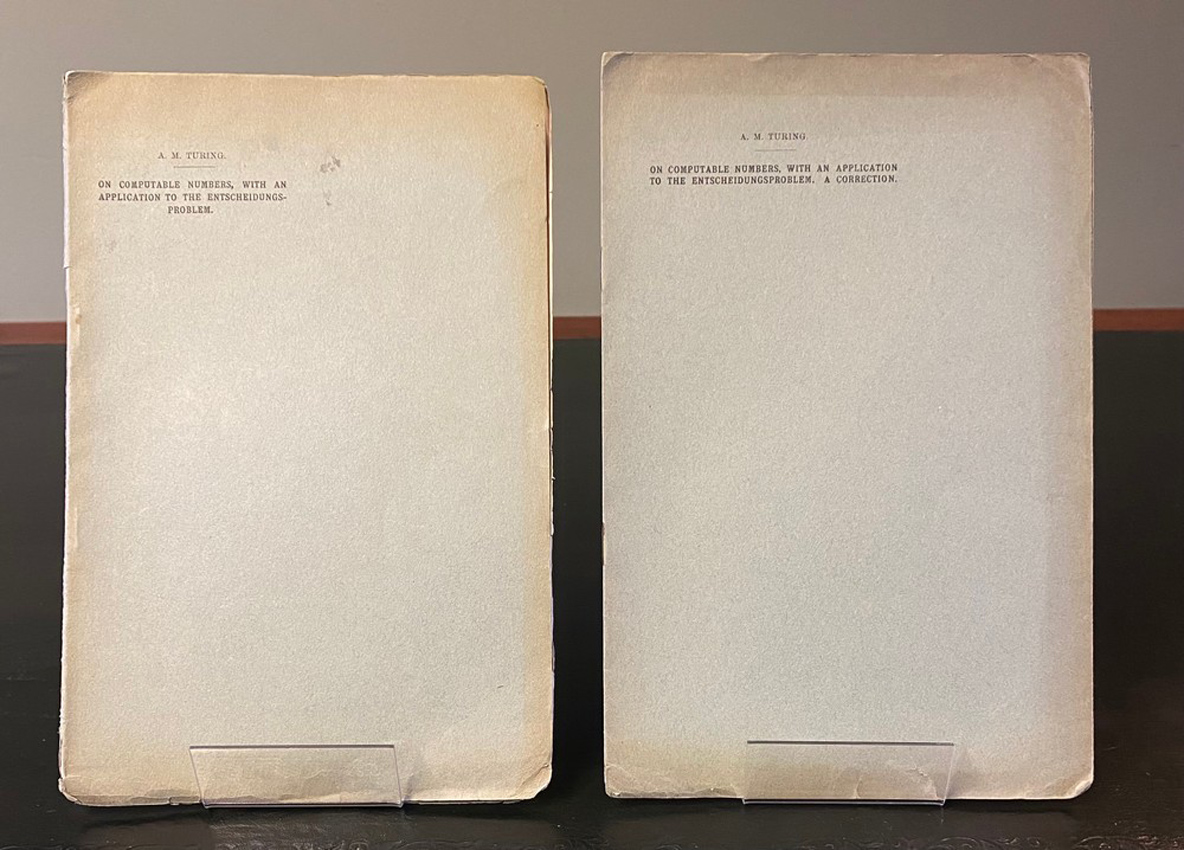 A. M. TURING.
ON COMPUTABLE NUMBERS, WITH AN
APPLICATION TO THE ENTSCHEIDUNGS-
PROBLEM.
A. M. TURING.
ON COMPUTABLE NUMBERS, WITH AN APPLICATION
TO THE ENTSCHEIDUNGSPROBLEM. A CORRECTION.